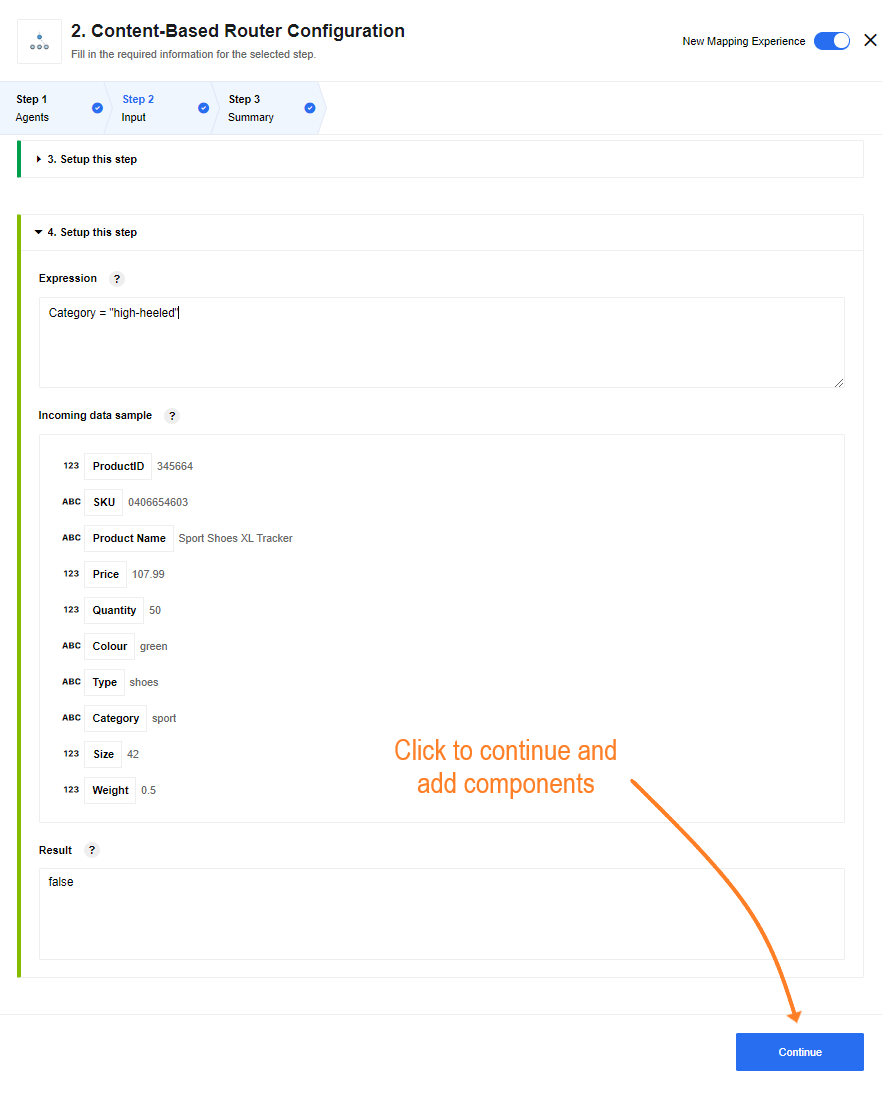 2. Content-Based Router Configuration
Fill in the required information for the selected step.
New Mapping Experience
Step 1
Agents
Step 2
Input
Step 3
Summary
3. Setup this step
4. Setup this step
Expression ?
Category = "high-heeled"
Incoming data sample ?
123 ProductID 345664
ABC SKU 0406654603
ABC Product Name Sport Shoes XL Tracker
123 Price 107.99
123 Quantity 50
ABC Colour green
ABC Type shoes
ABC Category sport
123 Size 42
123 Weight 0.5
Click to continue and
add components
Result ?
false
Continue